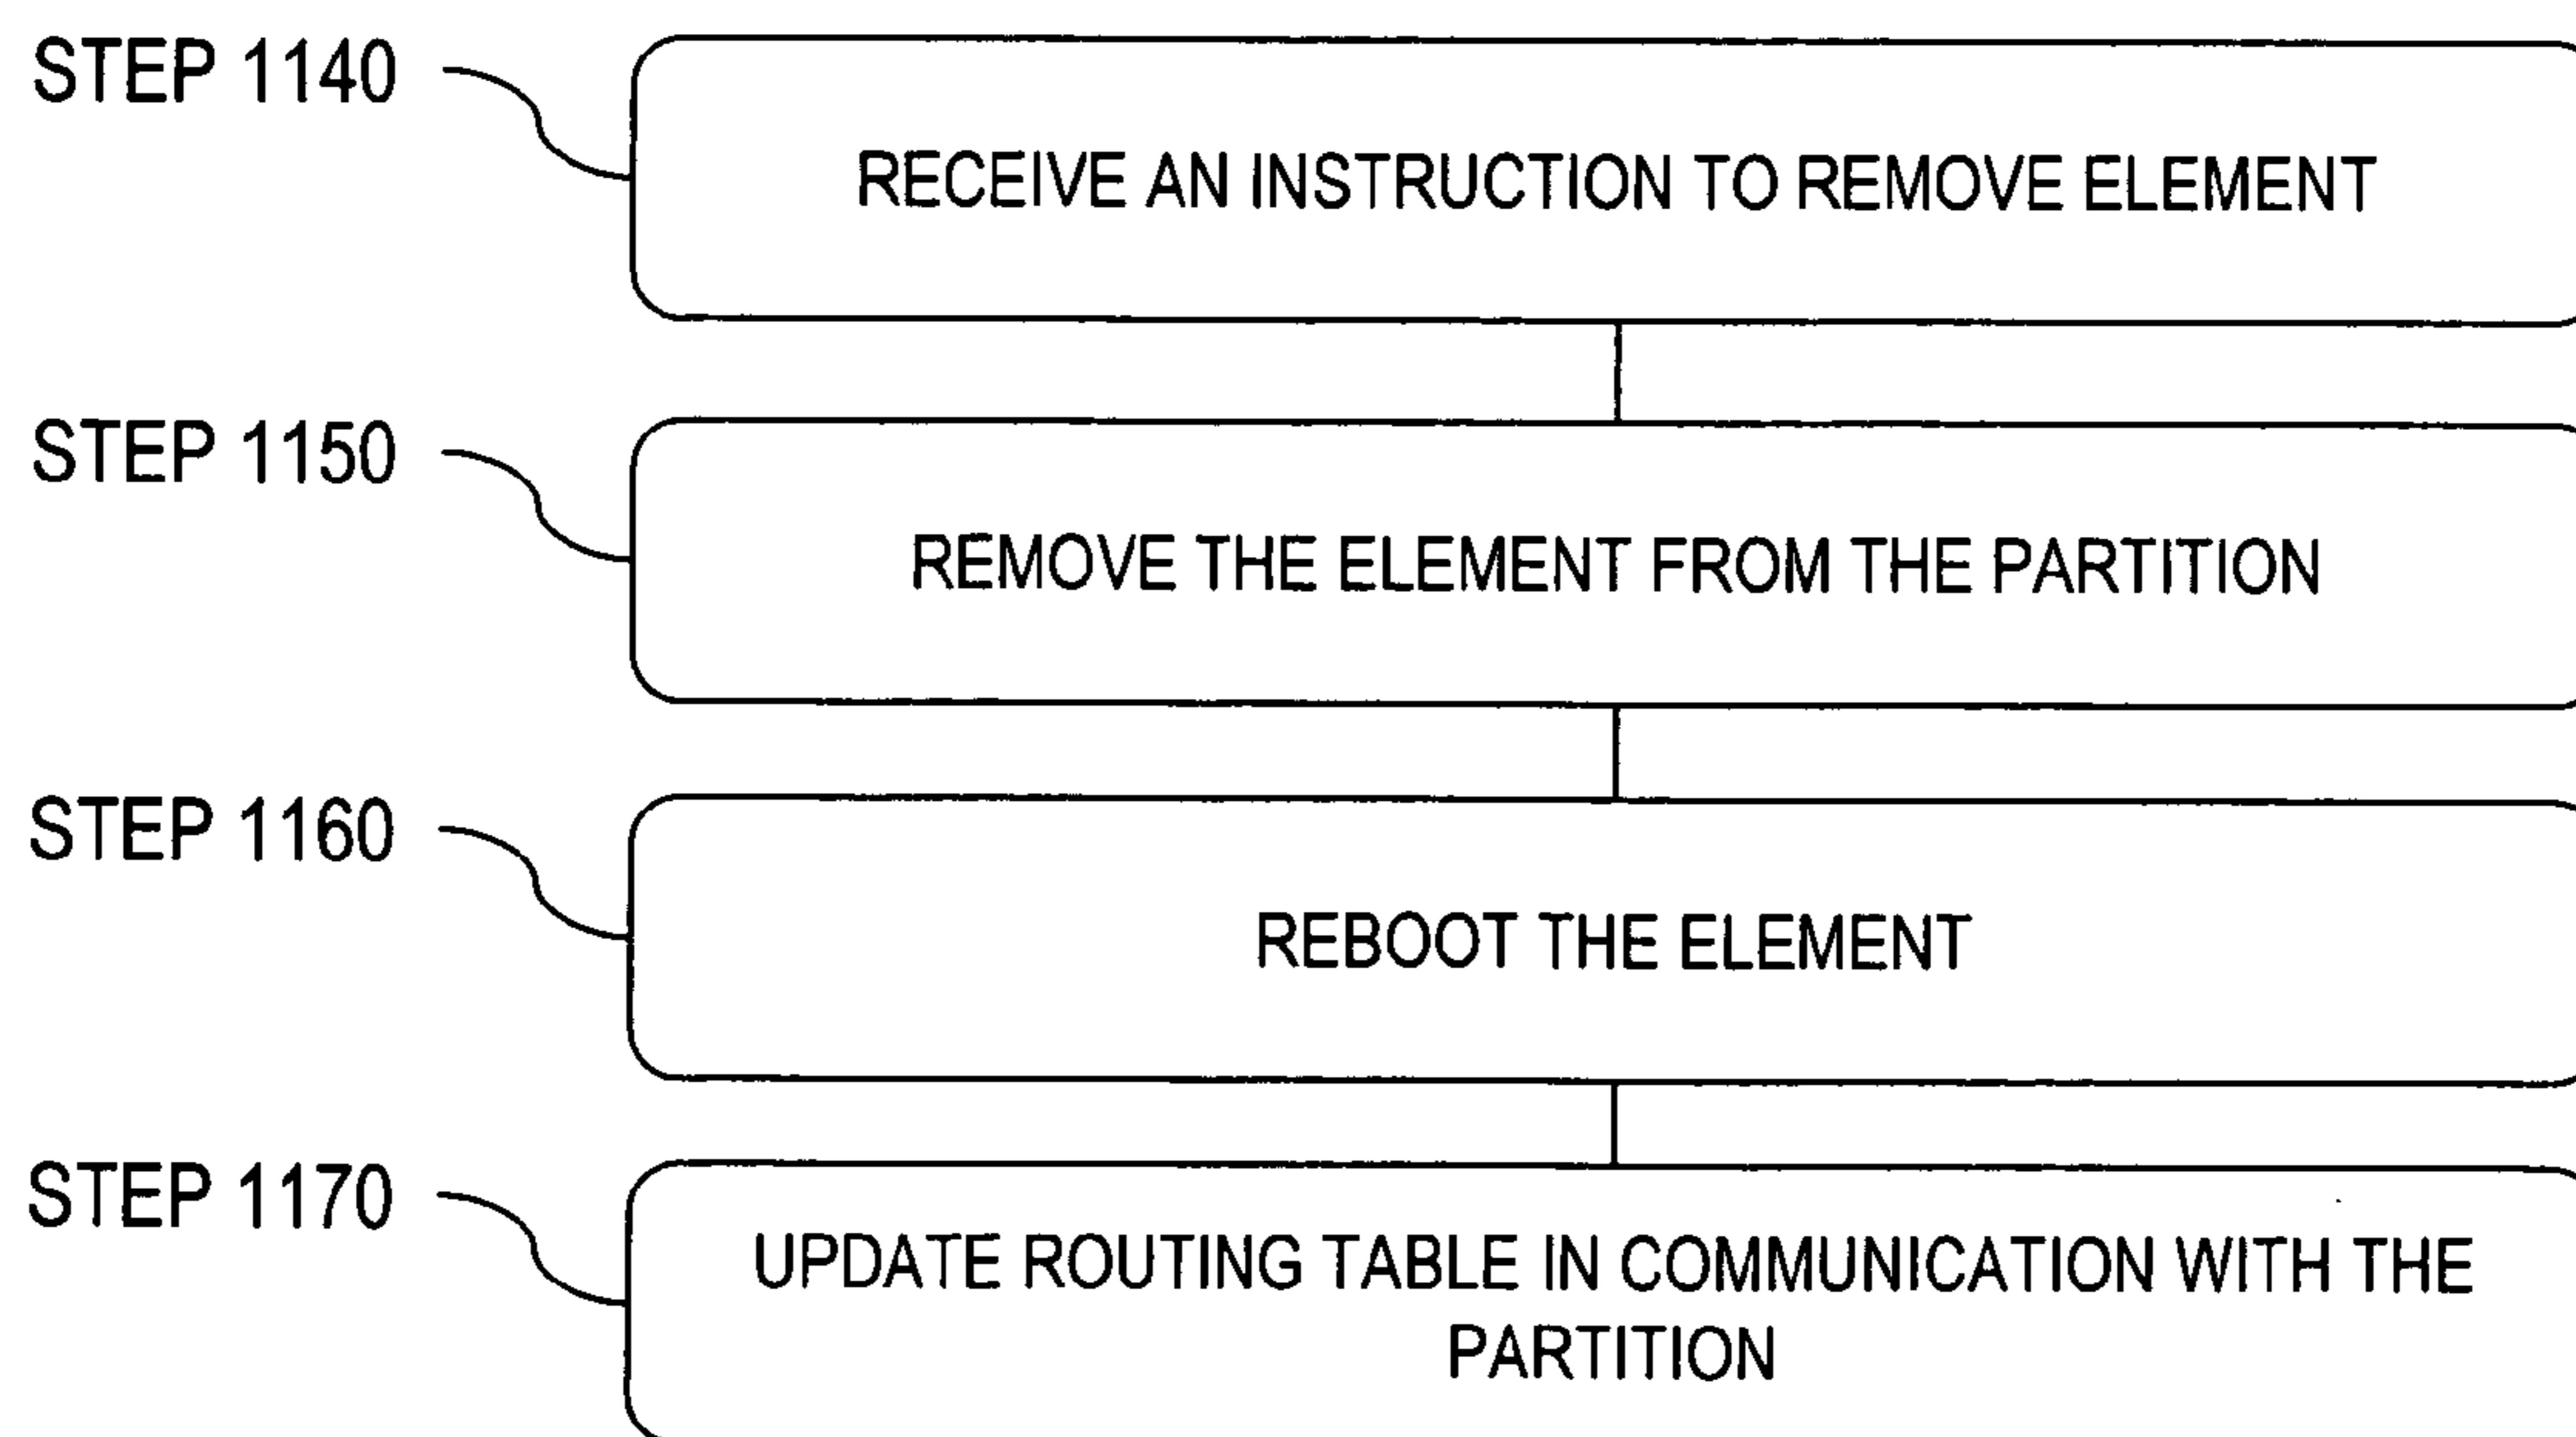 STEP 1140
RECEIVE AN INSTRUCTION TO REMOVE ELEMENT
STEP 1150
REMOVE THE ELEMENT FROM THE PARTITION
STEP 1160
REBOOT THE ELEMENT
STEP 1170
UPDATE ROUTING TABLE IN COMMUNICATION WITH THE
PARTITION